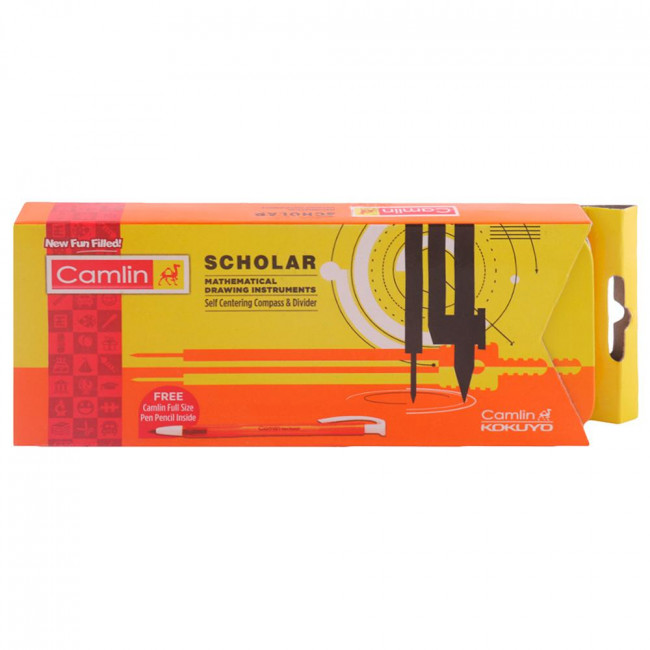 SCHOLAR
Camlin
New Fun Filled!
Camlin
SCHOLAR
MATHEMATICAL
DRAWING INSTRUMENTS
Self Centering Compass & Divider
FREE
Camlin Full Size
Pen Pencil Inside
Camlin
KOKUYO